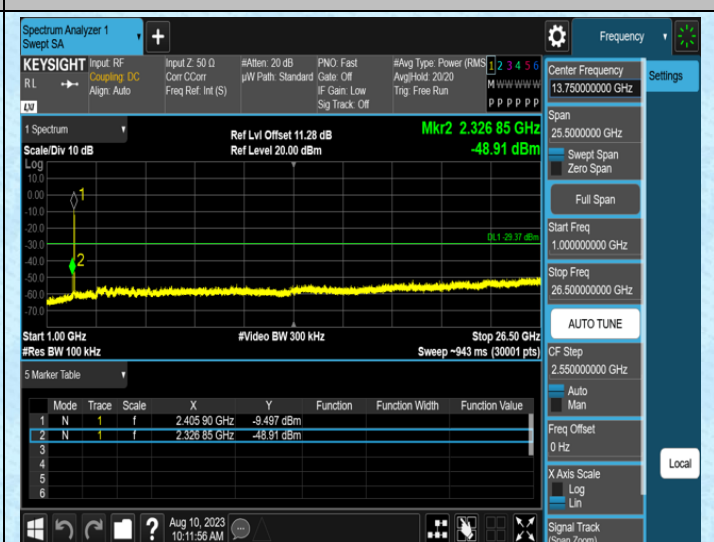 Spectrum Analyzer 1
Swept SA
Frequency
KEYSIGHT
R L
LXI
Input: RF
Coupling: DC
Align: Auto
Input Z: 50 Ω
Corr CCorr
Freq Ref: Int (S)
#Atten: 20 dB
µW Path: Standard
PNO: Fast
Gate: Off
IF Gain: Low
Sig Track: Off
#Avg Type: Power (RMS
Avg|Hold: 20/20
Trig: Free Run
1 2 3 4 5 6
M W W W W W
P P P P P P
Center Frequency
13.750000000 GHz
Settings
Span
25.5000000 GHz
Swept Span
Zero Span
Full Span
Start Freq
1.000000000 GHz
Stop Freq
26.500000000 GHz
AUTO TUNE
CF Step
2.550000000 GHz
Auto
Man
Freq Offset
0 Hz
X Axis Scale
Log
Lin
Signal Track
(Span Zoom)
Local
1 Spectrum
Scale/Div 10 dB
Ref Lvl Offset 11.28 dB
Ref Level 20.00 dBm
Mkr2 2.326 85 GHz
-48.91 dBm
Log
10.0
0.00
-10.0
-20.0
-30.0
-40.0
-50.0
-60.0
-70.0
1
2
DL1 -29.37 dBm
Start 1.00 GHz
#Res BW 100 kHz
#Video BW 300 kHz
Stop 26.50 GHz
Sweep ~943 ms (30001 pts)
5 Marker Table
Mode Trace Scale X Y Function Function Width Function Value
1 N 1 f 2.405 90 GHz -9.497 dBm
2 N 1 f 2.326 85 GHz -48.91 dBm
3
4
5
6
?
Aug 10, 2023
10:11:56 AM